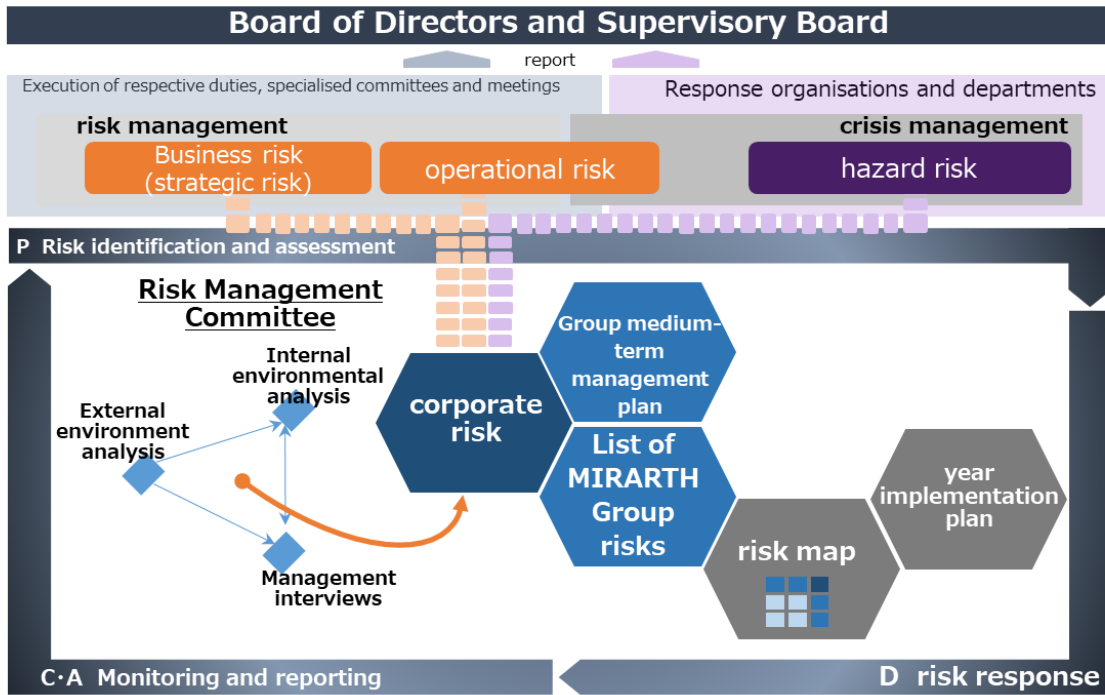 Board of Directors and Supervisory Board
report
Execution of respective duties, specialised committees and meetings
Response organisations and departments
risk management
crisis management
Business risk
(strategic risk)
operational risk
hazard risk
P Risk identification and assessment
Risk Management
Committee
Internal
environmental
analysis
External
environment
analysis
Management
interviews
corporate
risk
Group medium-
term
management
plan
List of
MIRARTH
Group
risks
risk map
year
implementation
plan
C・A Monitoring and reporting
D risk response